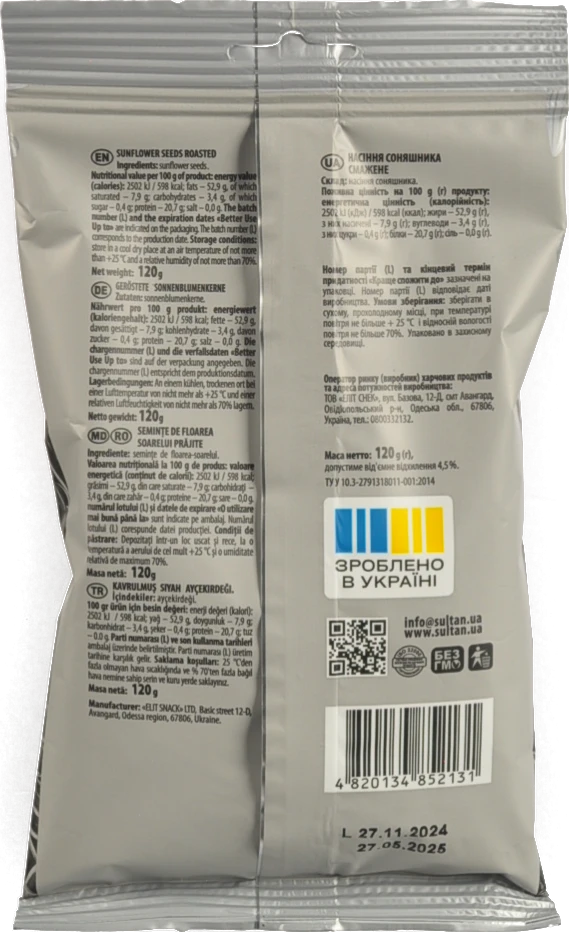 EN SUNFLOWER SEEDS ROASTED
Ingredients: sunflower seeds.
Nutritional value per 100 g of product: energy value
(calories): 2502 kJ / 598 kcal; fats – 52,9 g, of which
saturated – 7,9 g; carbohydrates – 3,4 g, of which
sugar – 0,4 g; protein – 20,7 g; salt – 0,0 g. The batch
number (L) and the expiration dates «Better Use
Up to» are indicated on the packaging. The batch number (L)
corresponds to the production date. Storage conditions:
store in a cool dry place at an air temperature of not more
than +25 °C and a relative humidity of not more than 70%.
Net weight: 120g
DE GERÖSTETE SONNENBLUMENKERNE
Zutaten: sonnenblumenkerne.
Nährwert pro 100 g produkt: energiewert
(kaloriengehalt): 2502 kJ / 598 kcal; fette – 52,9 g,
davon gesättigt – 7,9 g; kohlenhydrate – 3,4 g, davon
zucker – 0,4 g; protein – 20,7 g; salz – 0,0 g. Die
chargennummer (L) und die verfallsdaten «Better
Use Up to» sind auf der verpackung angegeben. Die
chargennummer (L) entspricht dem produktionsdatum.
Lagerbedingungen: An einem kühlen, trockenen ort bei
einer Lufttemperatur von nicht mehr als +25 °C und einer
relativen Luftfeuchtigkeit von nicht mehr als 70% lagern.
Netto gewicht: 120g
MD RO SEMINȚE DE FLOAREA
SOARELUI PRĂJITE
Ingrediente: semințe de floarea-soarelui.
Valoarea nutrițională la 100 g de produs: valoare
energetică (conținut de calorii): 2502 kJ / 598 kcal;
grăsimi – 52,9 g, din care saturate – 7,9 g; carbohidrați –
3,4 g, din care zahăr – 0,4 g; proteine – 20,7 g; sare – 0,0 g.
numărul lotului (L) și datele de expirare «O utilizare
mai bună până la» sunt indicate pe ambalaj. Numărul
lotului (L) corespunde datei producției. Condiții de
păstrare: Depozitați într-un loc uscat și rece, la o
temperatură a aerului de cel mult +25 °C și o umiditate
relativă de maximum 70%.
Masa netă: 120g
TR KAVRULMUŞ SIYAH AYÇEKIRDEĞI.
İçindekiler: ayçekirdeği.
100 gr ürün için besin değeri: enerji değeri (kalori):
2502 kJ / 598 kcal; yağ – 52,9 g, doygunluk – 7,9 g;
karbonhidrat – 3,4 g, şeker – 0,4 g; protein – 20,7 g; tuz
– 0.0 g. Parti numarası (L) ve son kullanma tarihleri
ambalaj üzerinde belirtilmiştir. Parti numarası (L) üretim
tarihine karşılık gelir. Saklama koşulları: 25 °C'den
fazla olmayan hava sıcaklığında ve % 70'ten fazla bağıl
hava nemine sahip serin ve kuru yerde saklayınız.
Masa netă: 120 g
Manufacturer: «ELIT SNACK» LTD, Basic street 12-D,
Avangard, Odessa region, 67806, Ukraine.
UA НАСІННЯ СОНЯШНИКА
СМАЖЕНЕ
Склад: насіння соняшника.
Поживна цінність на 100 g (г) продукту:
енергетична цінність (калорійність):
2502 kJ (кДж) / 598 kcal (ккал); жири – 52,9 g (г),
з них насичені – 7,9 g (г); вуглеводи – 3,4 g (г),
з них цукри – 0,4 g (г); білки – 20,7 g (г); сіль – 0,0 g (г).
Номер партії (L) та кінцевий термін
придатності «Краще спожити до» зазначені на
упаковці. Номер партії (L) відповідає даті
виробництва. Умови зберігання: зберігати в
сухому, прохолодному місці, при температурі
повітря не більше + 25 °C і відносній вологості
повітря не більше 70%. Упаковано в захисному
середовищі.
Оператор ринку (виробник) харчових продуктів
та адреса потужностей виробництва:
ТОВ «ЕЛІТ СНЕК», вул. Базова, 12-Д, смт Авангард,
Овідіопольський р-н, Одеська обл., 67806,
Україна, тел.: 0800332132.
Маса нетто: 120 g (г),
допустиме від'ємне відхилення 4,5 %.
ТУ У 10.3-2791318011-001:2014
ЗРОБЛЕНО
В УКРАЇНІ
info@sultan.ua
www.sultan.ua
БЕЗ
ГМО
4 820134 852131
L 27.11.2024
27.05.2025